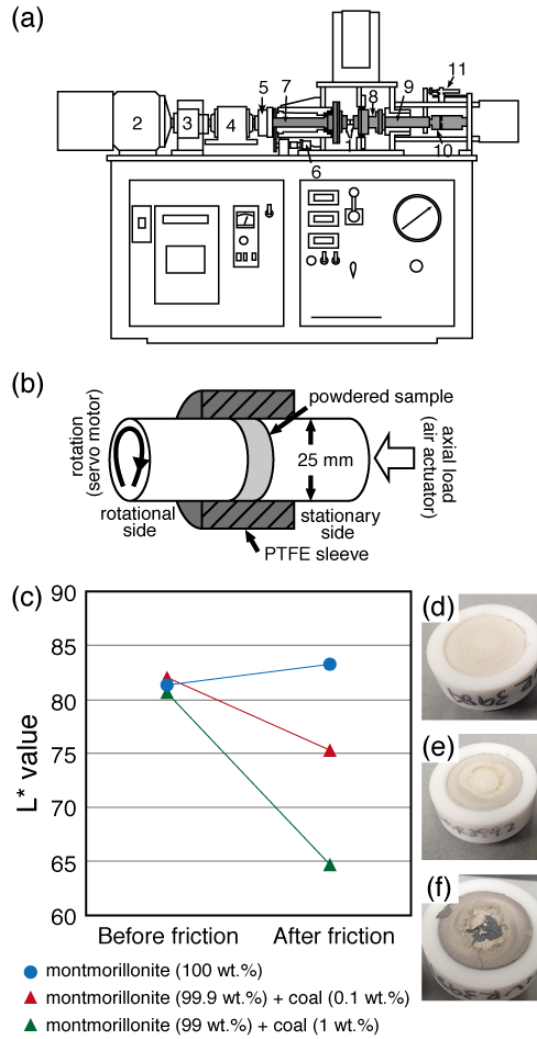 (a)
11
5 7
8 9
2
3
4
1
6
10
(b)
powdered sample
rotation
(servo motor)
25 mm
axial load
(air actuator)
rotational
side
stationary
side
PTFE sleeve
(c)
90
85
80
75
70
65
60
L* value
Before friction
After friction
montmorillonite (100 wt.%)
montmorillonite (99.9 wt.%) + coal (0.1 wt.%)
montmorillonite (99 wt.%) + coal (1 wt.%)
(d)
(e)
(f)